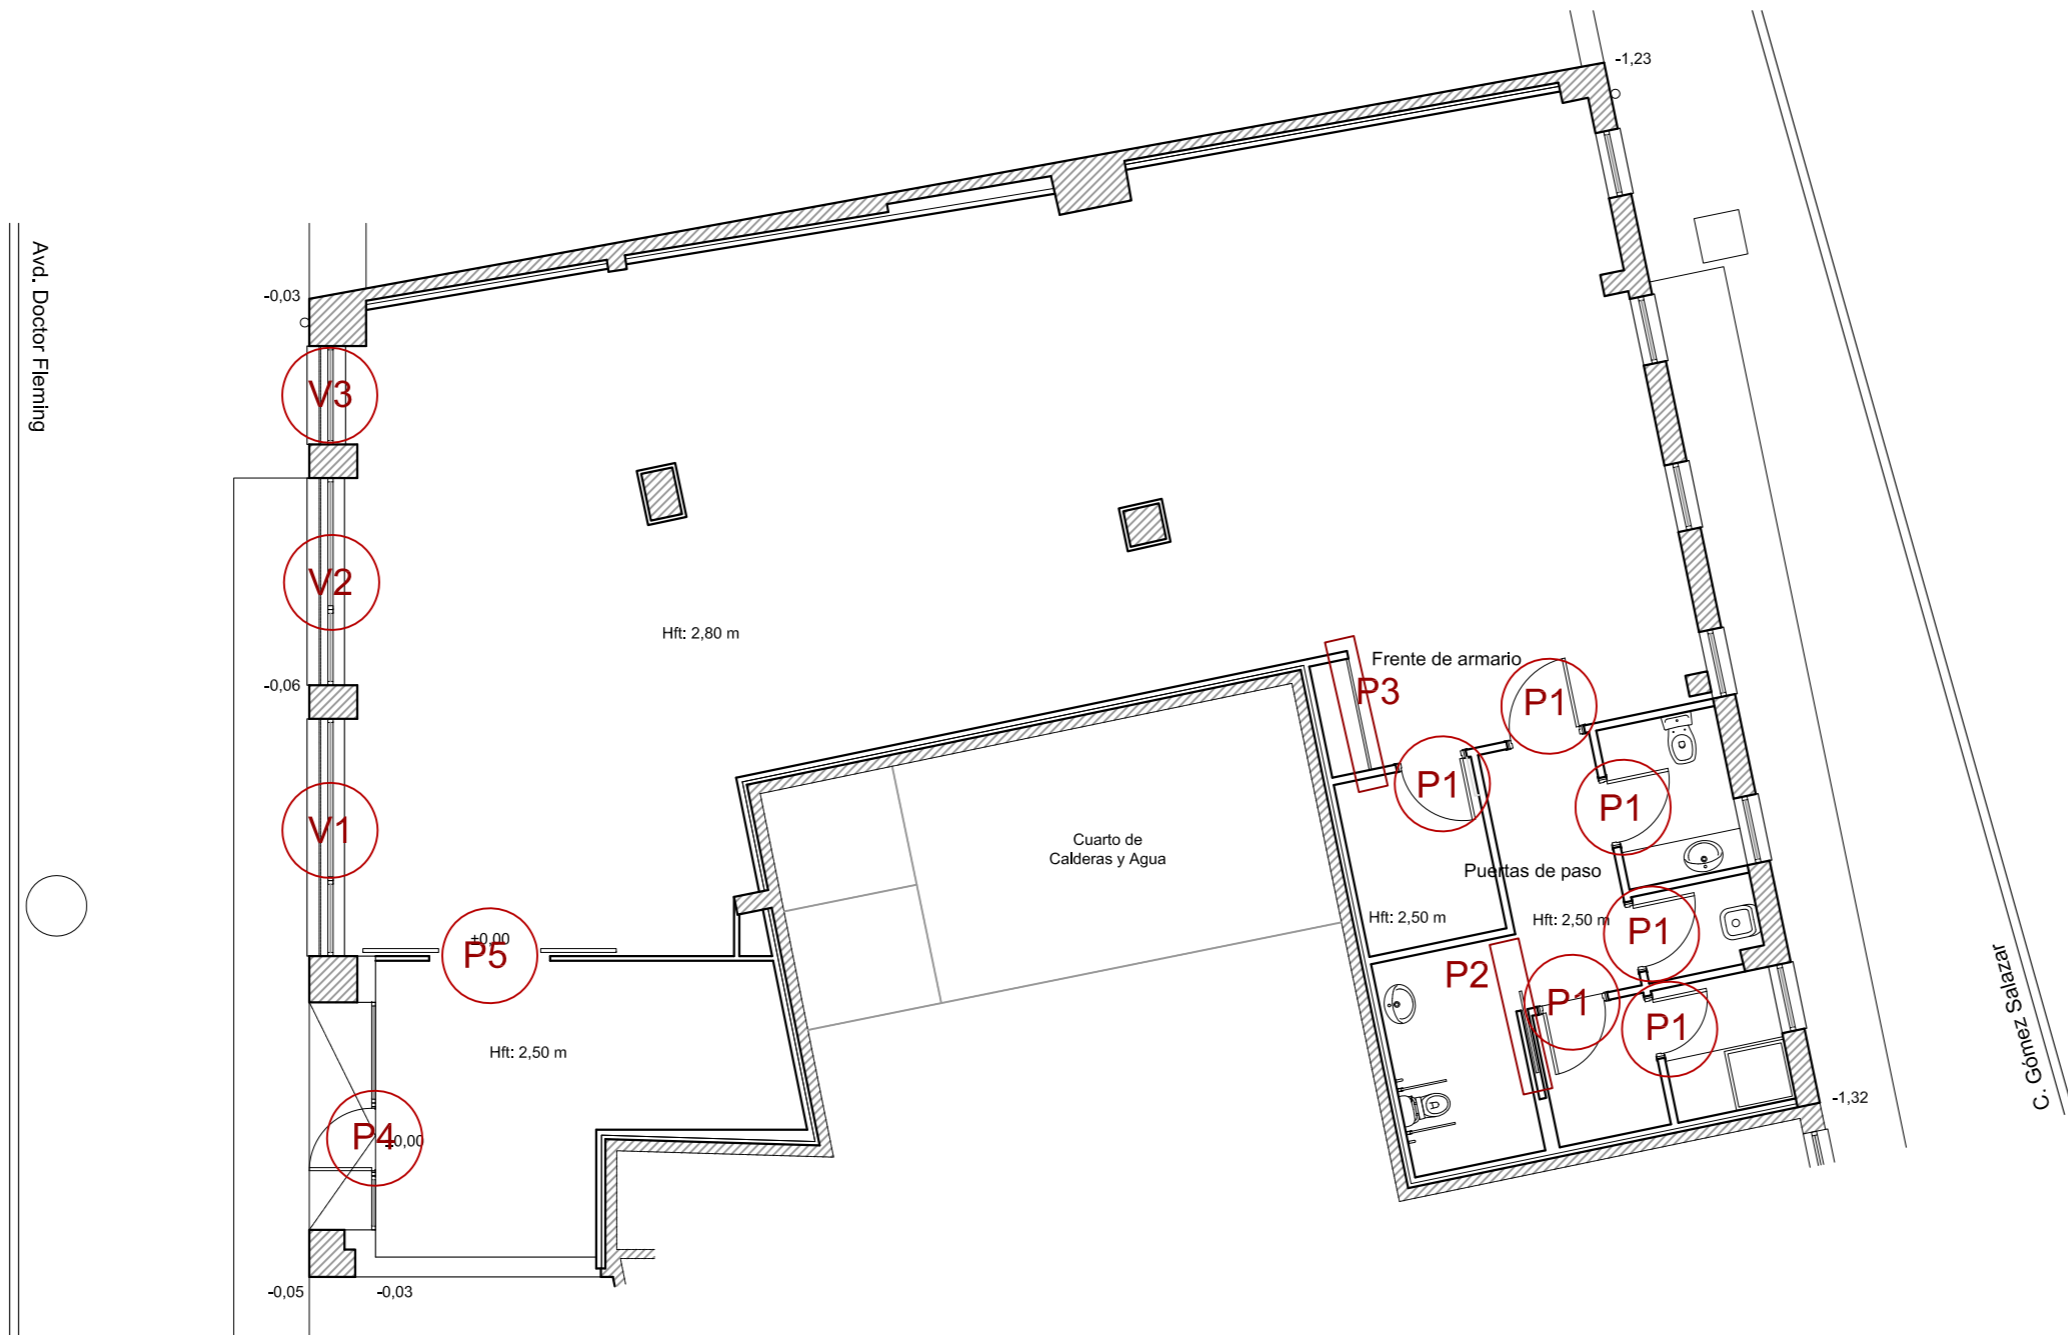 -1,23
Avd. Doctor Fleming
-0,03
V3
V2
Hft: 2,80 m
-0,06
Frente de armario
P3
P1
P1
P1
V1
Cuarto de
Calderas y Agua
Puertas de paso
Hft: 2,50 m
Hft: 2,50 m
P1
±0,00
P5
P2
P1
P1
C. Gómez Salazar
Hft: 2,50 m
-1,32
P4
±0,00
-0,05
-0,03